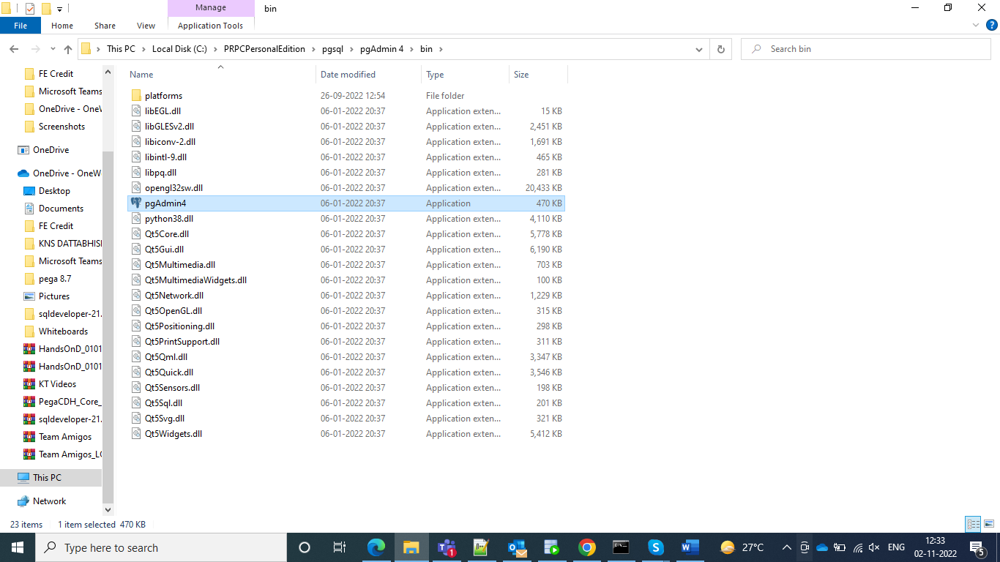 Manage
bin
File
Home
Share
View
Application Tools
This PC
Local Disk (C:)
PRPCPersonalEdition
pgsql
pgAdmin 4
bin
Search bin
FE Credit
Microsoft Teams
OneDrive - OneW
Screenshots
OneDrive
OneDrive - OneW
Desktop
Documents
FE Credit
KNS DATTABHISH
Microsoft Teams
pega 8.7
Pictures
sqldeveloper-21.
Whiteboards
HandsOnD_0101
HandsOnD_0101
KT Videos
PegaCDH_Core_
sqldeveloper-21.
Team Amigos
Team Amigos_LC
This PC
Network
Name Date modified Type Size
platforms 26-09-2022 12:54 File folder
libEGL.dll 06-01-2022 20:37 Application exten... 15 KB
libGLESv2.dll 06-01-2022 20:37 Application exten... 2,451 KB
libiconv-2.dll 06-01-2022 20:37 Application exten... 1,691 KB
libintl-9.dll 06-01-2022 20:37 Application exten... 465 KB
libpq.dll 06-01-2022 20:37 Application exten... 281 KB
opengl32sw.dll 06-01-2022 20:37 Application exten... 20,433 KB
pgAdmin4 06-01-2022 20:37 Application 470 KB
python38.dll 06-01-2022 20:37 Application exten... 4,110 KB
Qt5Core.dll 06-01-2022 20:37 Application exten... 5,778 KB
Qt5Gui.dll 06-01-2022 20:37 Application exten... 6,190 KB
Qt5Multimedia.dll 06-01-2022 20:37 Application exten... 703 KB
Qt5MultimediaWidgets.dll 06-01-2022 20:37 Application exten... 100 KB
Qt5Network.dll 06-01-2022 20:37 Application exten... 1,229 KB
Qt5OpenGL.dll 06-01-2022 20:37 Application exten... 315 KB
Qt5Positioning.dll 06-01-2022 20:37 Application exten... 298 KB
Qt5PrintSupport.dll 06-01-2022 20:37 Application exten... 311 KB
Qt5Qml.dll 06-01-2022 20:37 Application exten... 3,347 KB
Qt5Quick.dll 06-01-2022 20:37 Application exten... 3,546 KB
Qt5Sensors.dll 06-01-2022 20:37 Application exten... 198 KB
Qt5Sql.dll 06-01-2022 20:37 Application exten... 201 KB
Qt5Svg.dll 06-01-2022 20:37 Application exten... 321 KB
Qt5Widgets.dll 06-01-2022 20:37 Application exten... 5,412 KB
23 items 1 item selected 470 KB
Type here to search
1
27°C
ENG
12:33
02-11-2022
5